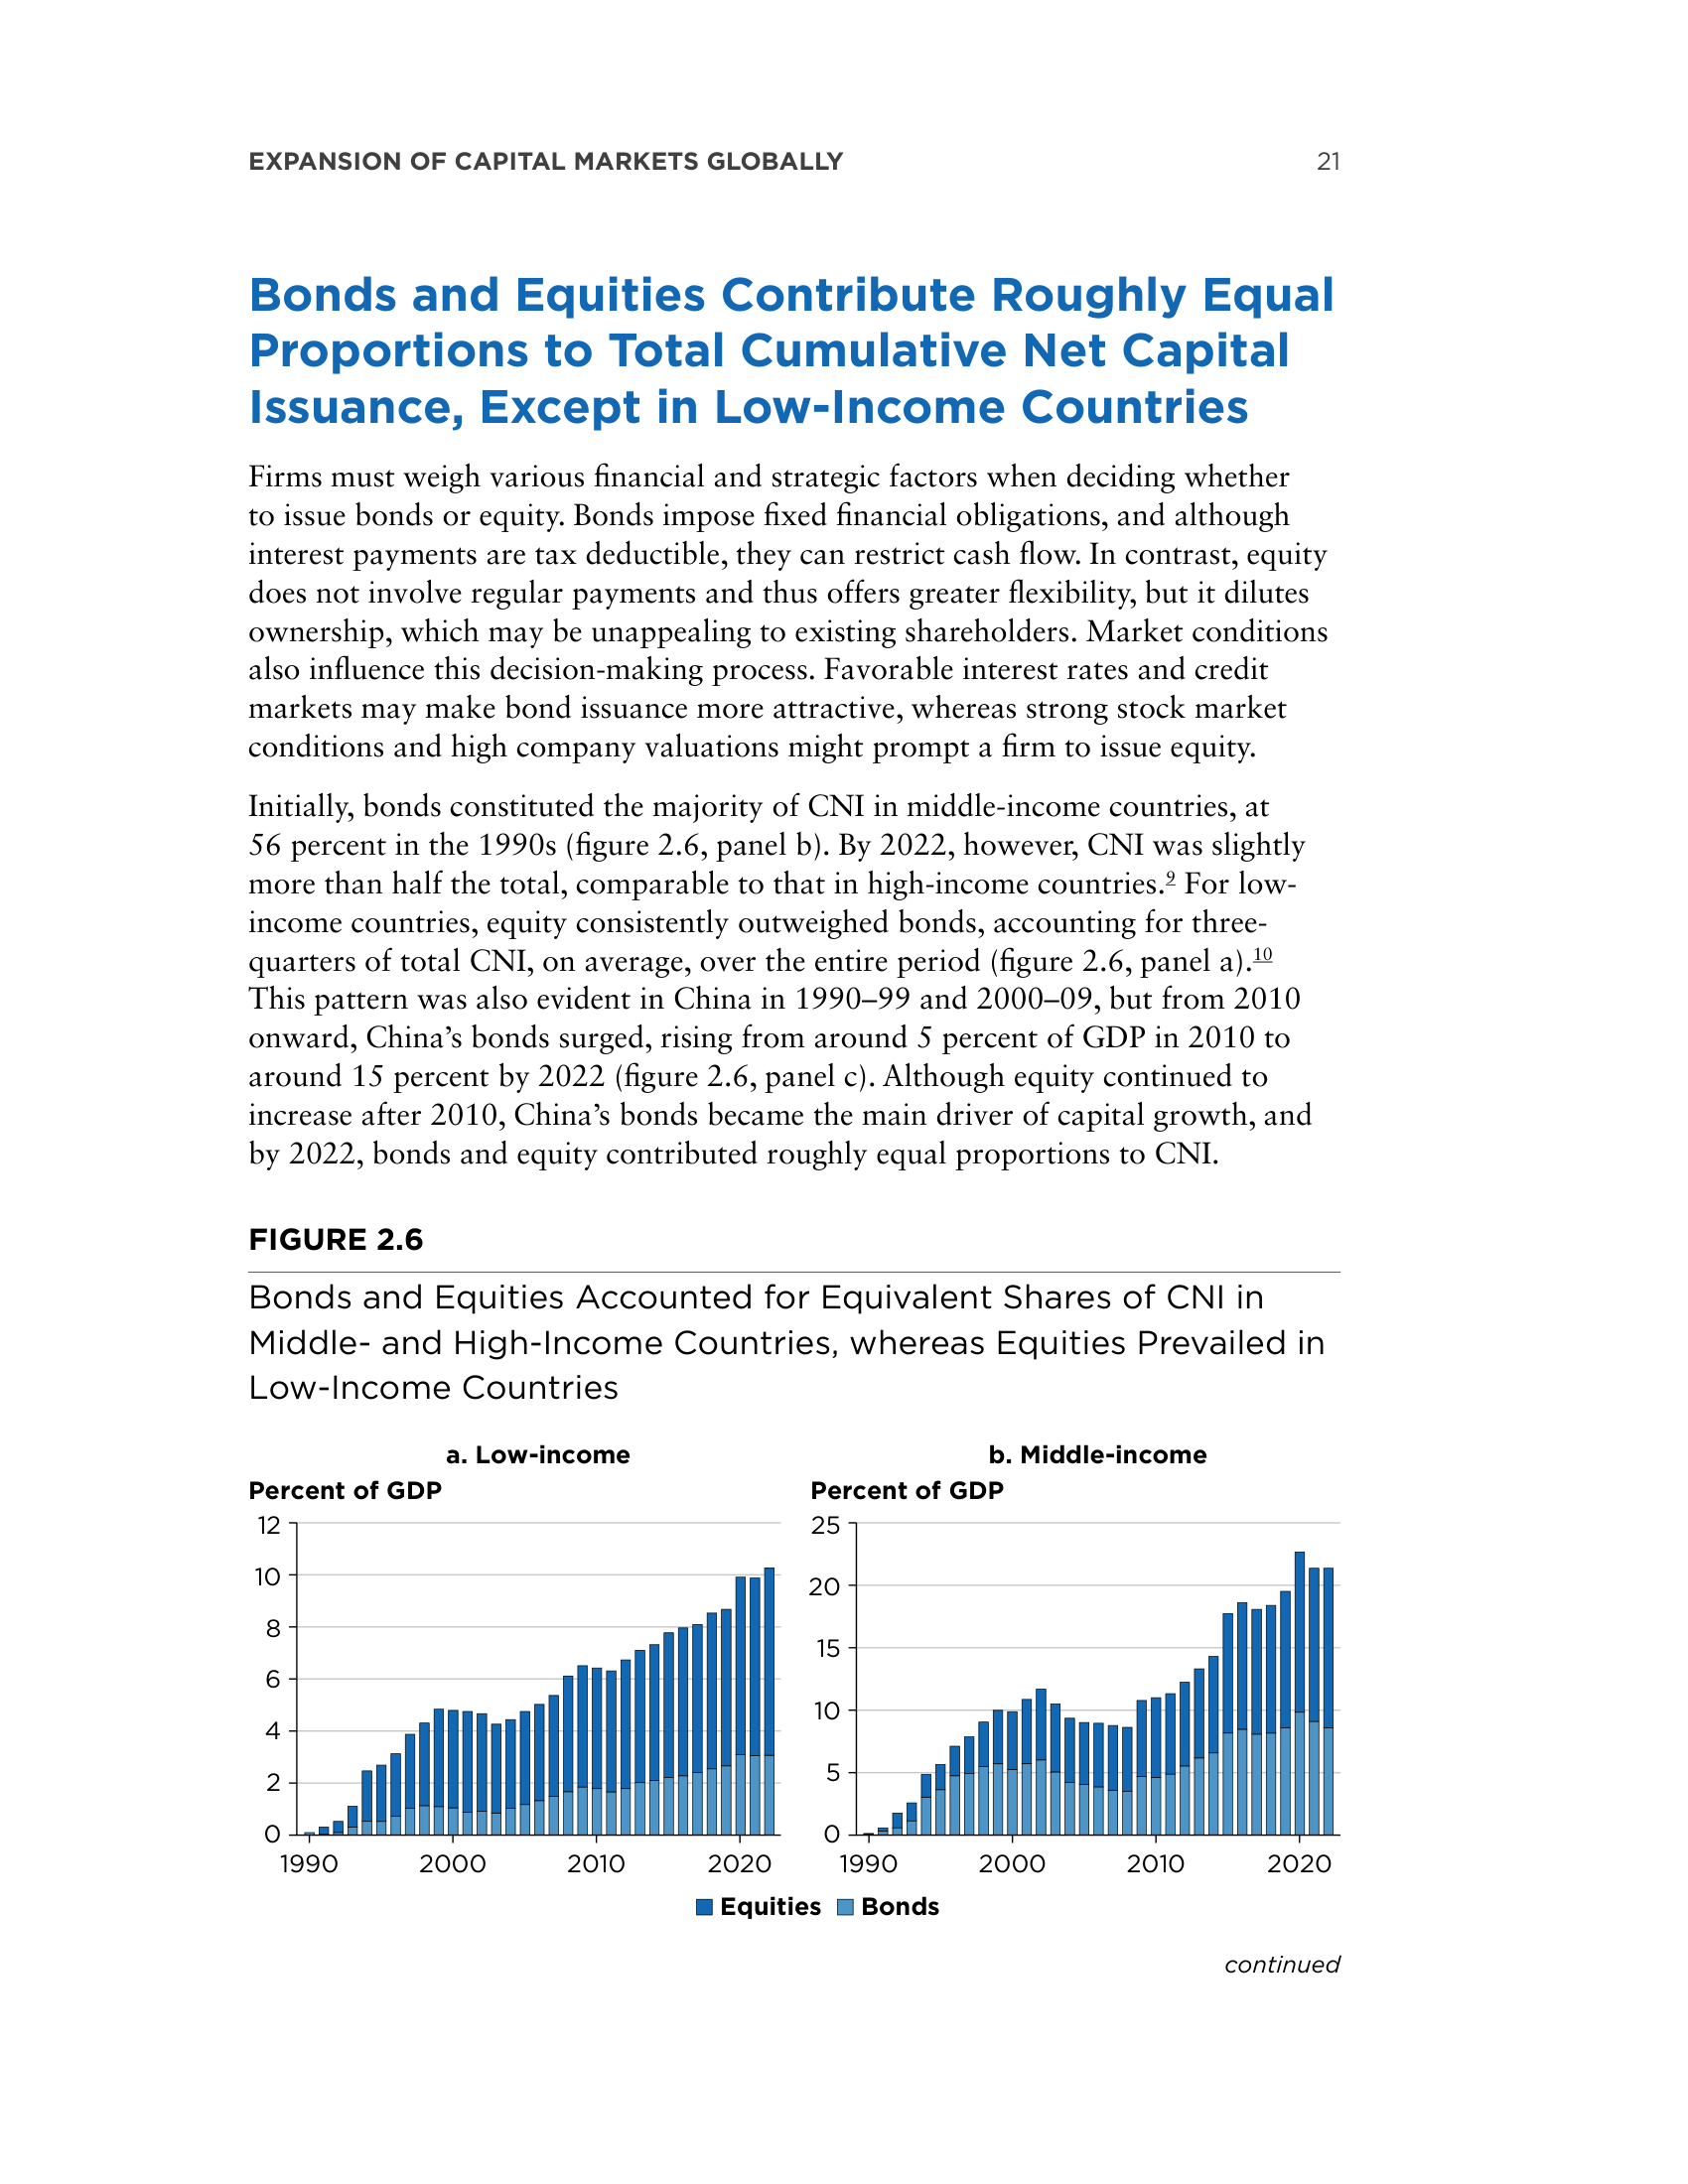 EXPANSION OF CAPITAL MARKETS GLOBALLY 21
Bonds and Equities Contribute Roughly Equal
Proportions to Total Cumulative Net Capital
Issuance, Except in Low-Income Countries
Firms must weigh various financial and strategic factors when deciding whether
to issue bonds or equity. Bonds impose fixed financial obligations, and although
interest payments are tax deductible, they can restrict cash flow. In contrast, equity
does not involve regular payments and thus offers greater flexibility, but it dilutes
ownership, which may be unappealing to existing shareholders. Market conditions
also influence this decision-making process. Favorable interest rates and credit
markets may make bond issuance more attractive, whereas strong stock market
conditions and high company valuations might prompt a firm to issue equity.
Initially, bonds constituted the majority of CNI in middle-income countries, at
56 percent in the 1990s (figure 2.6, panel b). By 2022, however, CNI was slightly
more than half the total, comparable to that in high-income countries.9 For low-
income countries, equity consistently outweighed bonds, accounting for three-
quarters of total CNI, on average, over the entire period (figure 2.6, panel a).10
This pattern was also evident in China in 1990–99 and 2000–09, but from 2010
onward, China’s bonds surged, rising from around 5 percent of GDP in 2010 to
around 15 percent by 2022 (figure 2.6, panel c). Although equity continued to
increase after 2010, China’s bonds became the main driver of capital growth, and
by 2022, bonds and equity contributed roughly equal proportions to CNI.
FIGURE 2.6
Bonds and Equities Accounted for Equivalent Shares of CNI in
Middle- and High-Income Countries, whereas Equities Prevailed in
Low-Income Countries
a. Low-income
Percent of GDP
12
10
8
6
4
2
0
1990 2000 2010 2020
b. Middle-income
Percent of GDP
25
20
15
10
5
0
1990 2000 2010 2020
Equities Bonds
continued